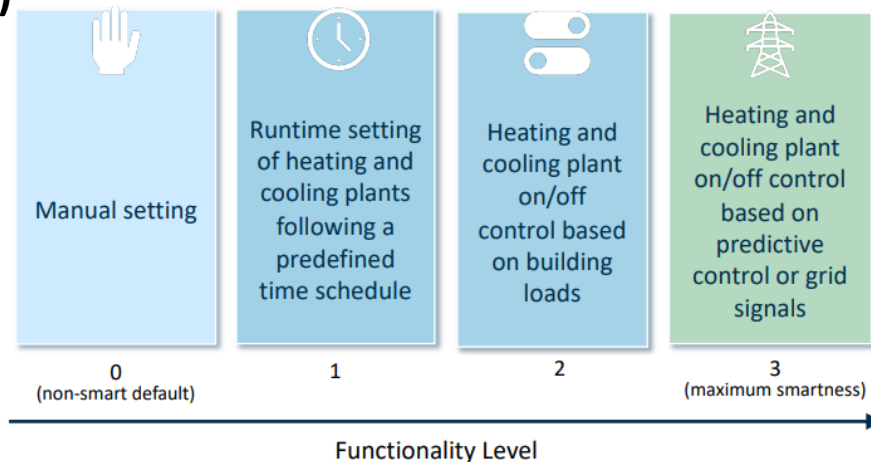 )
Manual setting
Runtime setting
of heating and
cooling plants
following a
predefined
time schedule
Heating and
cooling plant
on/off
control based
on building
loads
Heating and
cooling plant
on/off control
based on
predictive
control or grid
signals
0
(non-smart default)
1
2
3
(maximum smartness)
Functionality Level